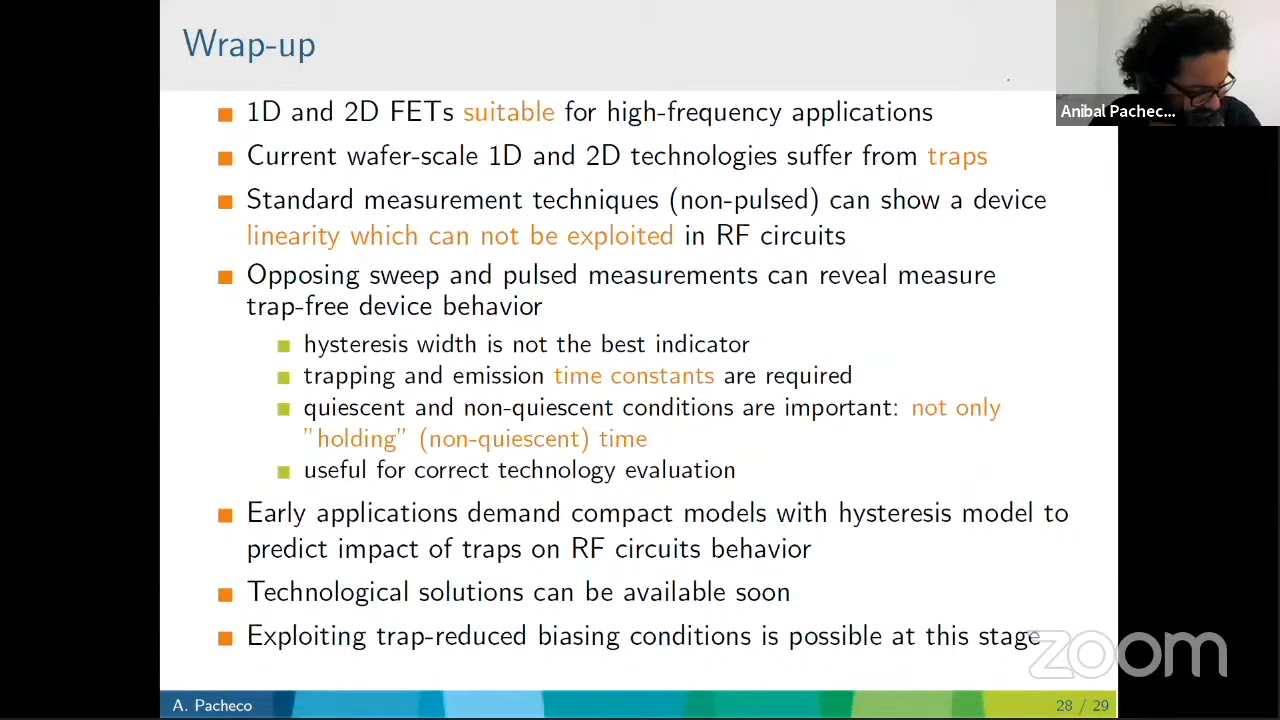 Wrap-up
1D and 2D FETs suitable for high-frequency applications
Current wafer-scale 1D and 2D technologies suffer from traps
Standard measurement techniques (non-pulsed) can show a device
linearity which can not be exploited in RF circuits
Opposing sweep and pulsed measurements can reveal measure
trap-free device behavior
hysteresis width is not the best indicator
trapping and emission time constants are required
quiescent and non-quiescent conditions are important: not only
"holding" (non-quiescent) time
useful for correct technology evaluation
Early applications demand compact models with hysteresis model to
predict impact of traps on RF circuits behavior
Technological solutions can be available soon
Exploiting trap-reduced biasing conditions is possible at this stage
A. Pacheco
28 / 29
Anibal Pachec...
zoom